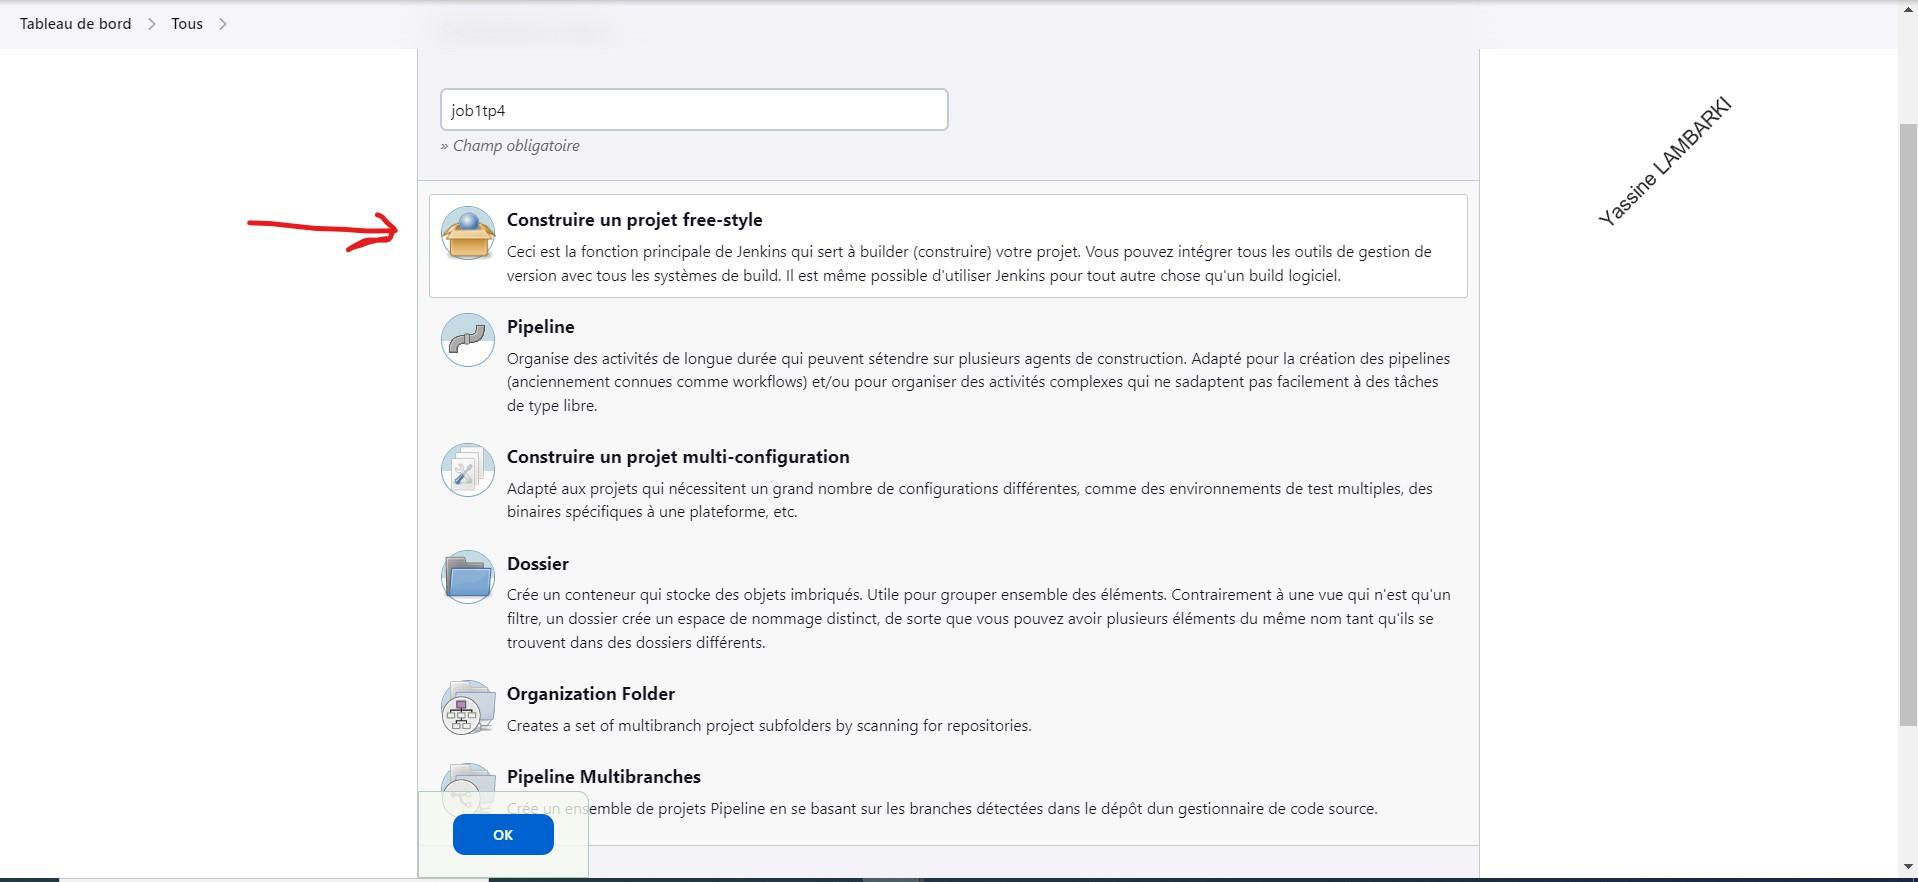 Tableau de bord > Tous >
job1tp4
» Champ obligatoire
Yassine LAMBARKI
Construire un projet free-style
Ceci est la fonction principale de Jenkins qui sert à builder (construire) votre projet. Vous pouvez intégrer tous les outils de gestion de
version avec tous les systèmes de build. Il est même possible d'utiliser Jenkins pour tout autre chose qu'un build logiciel.
Pipeline
Organise des activités de longue durée qui peuvent sétendre sur plusieurs agents de construction. Adapté pour la création des pipelines
(anciennement connues comme workflows) et/ou pour organiser des activités complexes qui ne sadaptent pas facilement à des tâches
de type libre.
Construire un projet multi-configuration
Adapté aux projets qui nécessitent un grand nombre de configurations différentes, comme des environnements de test multiples, des
binaires spécifiques à une plateforme, etc.
Dossier
Crée un conteneur qui stocke des objets imbriqués. Utile pour grouper ensemble des éléments. Contrairement à une vue qui n'est qu'un
filtre, un dossier crée un espace de nommage distinct, de sorte que vous pouvez avoir plusieurs éléments du même nom tant qu'ils se
trouvent dans des dossiers différents.
Organization Folder
Creates a set of multibranch project subfolders by scanning for repositories.
Pipeline Multibranches
Crée un ensemble de projets Pipeline en se basant sur les branches détectées dans le dépôt dun gestionnaire de code source.
OK